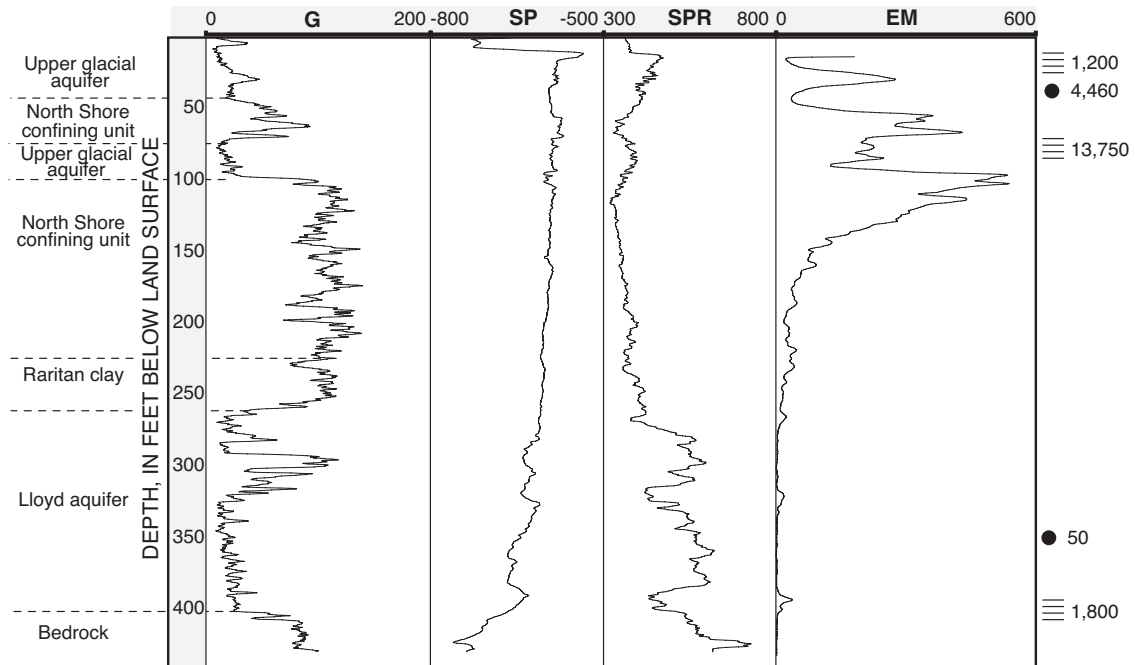 0 G 200 -800 SP -500 300 SPR 800 0 EM 600
Upper glacial
aquifer
North Shore
confining unit
Upper glacial
aquifer
North Shore
confining unit
Raritan clay
Lloyd aquifer
Bedrock
DEPTH, IN FEET BELOW LAND SURFACE
50
100
150
200
250
300
350
400
1,200
4,460
13,750
50
1,800